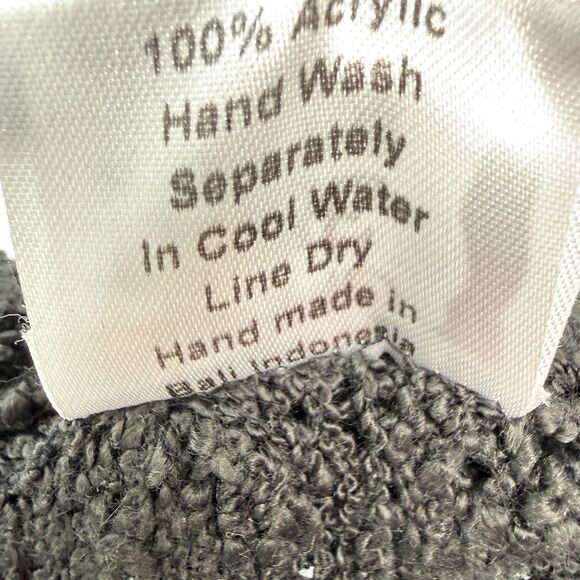 100% Acrylic
Hand Wash
Separately
In Cool Water
Line Dry
Hand made in
Bali Indonesia